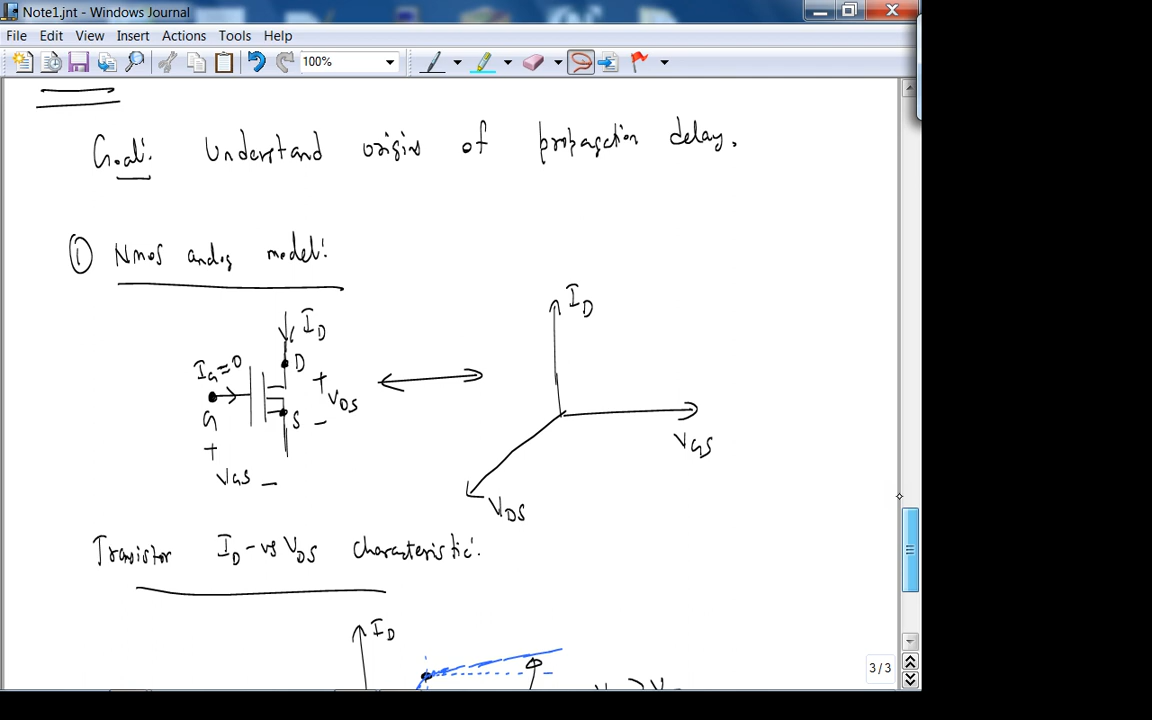 Note1.jnt - Windows Journal
File Edit View Insert Actions Tools Help
100%
Goal: Understand origins of propagation delay.
① Nmos analog model:
I_D
I_G=0
D
+
V_DS
G
S
-
+
V_GS -
I_D
V_GS
V_DS
Transistor I_D-vs V_DS characteristic:
I_D
3/3